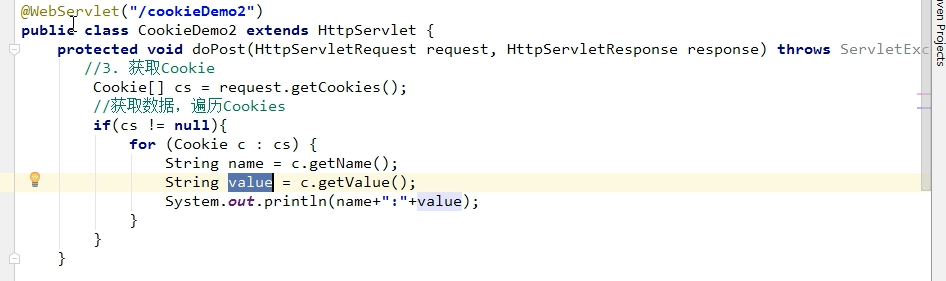 @WebServlet("/cookieDemo2")
public class CookieDemo2 extends HttpServlet {
    protected void doPost(HttpServletRequest request, HttpServletResponse response) throws ServletExc
        //3. 获取Cookie
        Cookie[] cs = request.getCookies();
        //获取数据，遍历Cookies
        if(cs != null){
            for (Cookie c : cs) {
                String name = c.getName();
                String value = c.getValue();
                System.out.println(name+":"+value);
            }
        }
    }
ven Projects